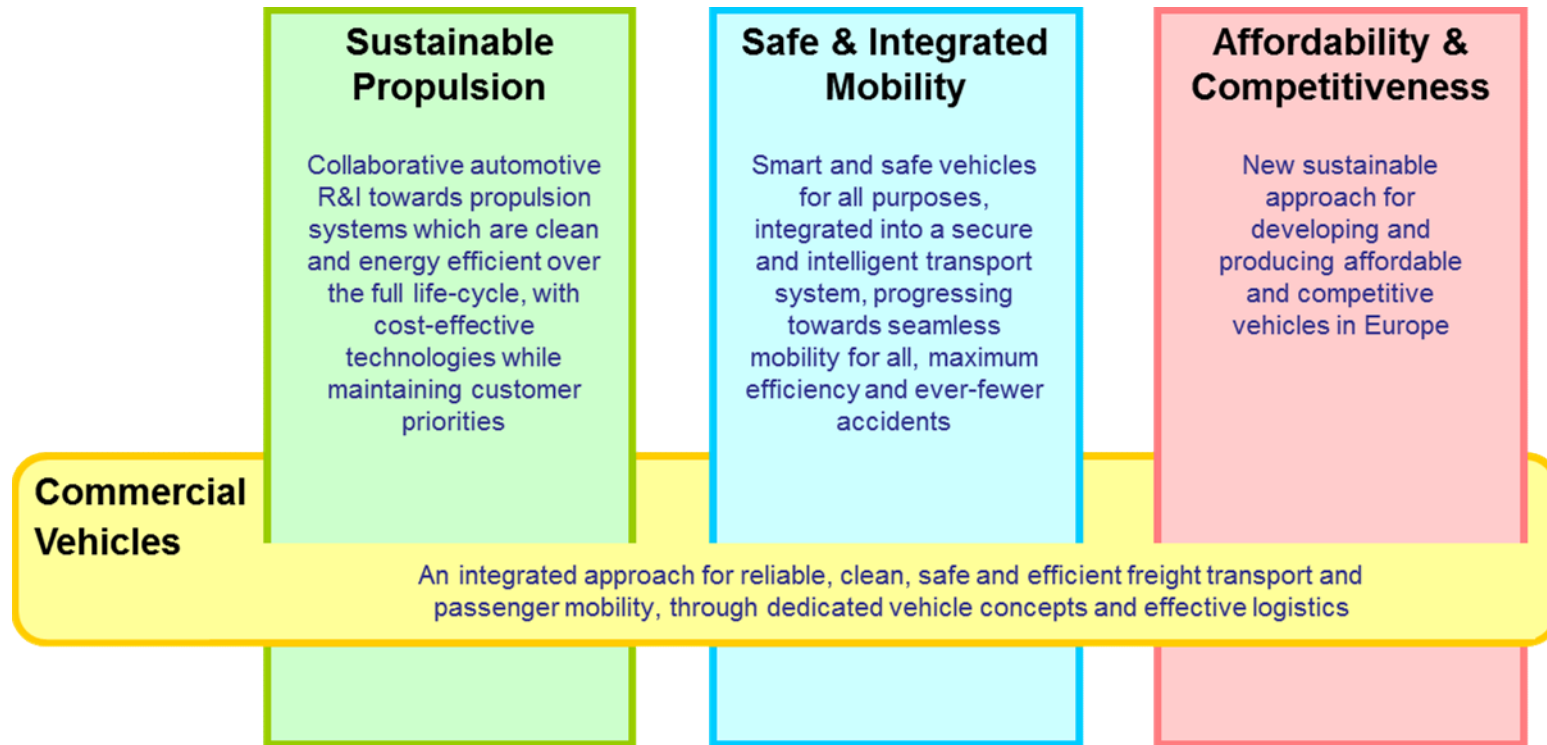 Sustainable
Propulsion
Collaborative automotive
R&I towards propulsion
systems which are clean
and energy efficient over
the full life-cycle, with
cost-effective
technologies while
maintaining customer
priorities
Safe & Integrated
Mobility
Smart and safe vehicles
for all purposes,
integrated into a secure
and intelligent transport
system, progressing
towards seamless
mobility for all, maximum
efficiency and ever-fewer
accidents
Affordability &
Competitiveness
New sustainable
approach for
developing and
producing affordable
and competitive
vehicles in Europe
Commercial
Vehicles
An integrated approach for reliable, clean, safe and efficient freight transport and
passenger mobility, through dedicated vehicle concepts and effective logistics